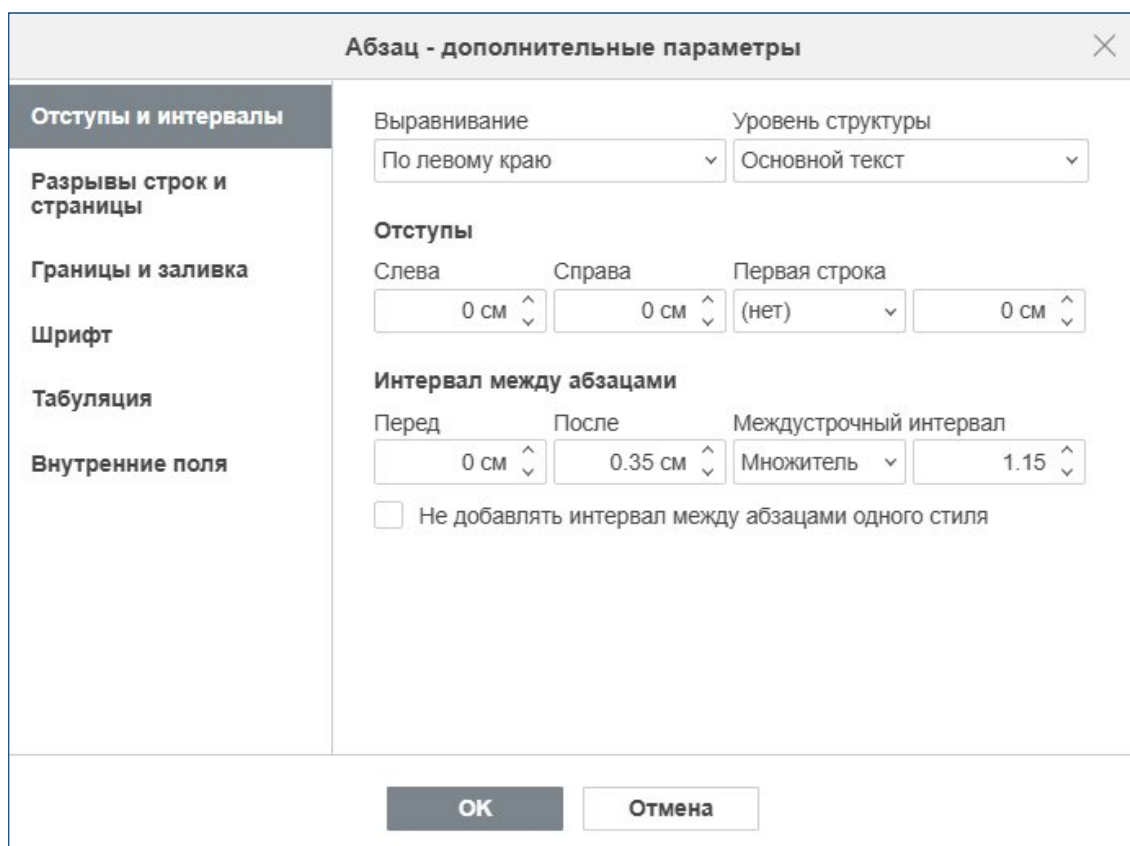 Абзац - дополнительные параметры
Отступы и интервалы
Разрывы строк и
страницы
Границы и заливка
Шрифт
Табуляция
Внутренние поля
Выравнивание Уровень структуры
По левому краю Основной текст
Отступы
Слева Справа Первая строка
0 см 0 см (нет) 0 см
Интервал между абзацами
Перед После Междустрочный интервал
0 см 0.35 см Множитель 1.15
Не добавлять интервал между абзацами одного стиля
OK Отмена